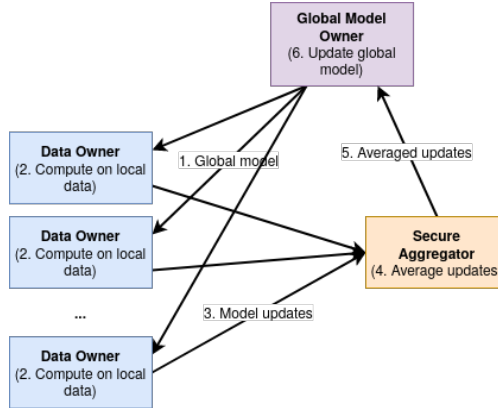 Global Model
Owner
(6. Update global
model)
Data Owner
(2. Compute on local
data)
1. Global model
5. Averaged updates
Data Owner
(2. Compute on local
data)
Secure
Aggregator
(4. Average updates
...
3. Model updates
Data Owner
(2. Compute on local
data)